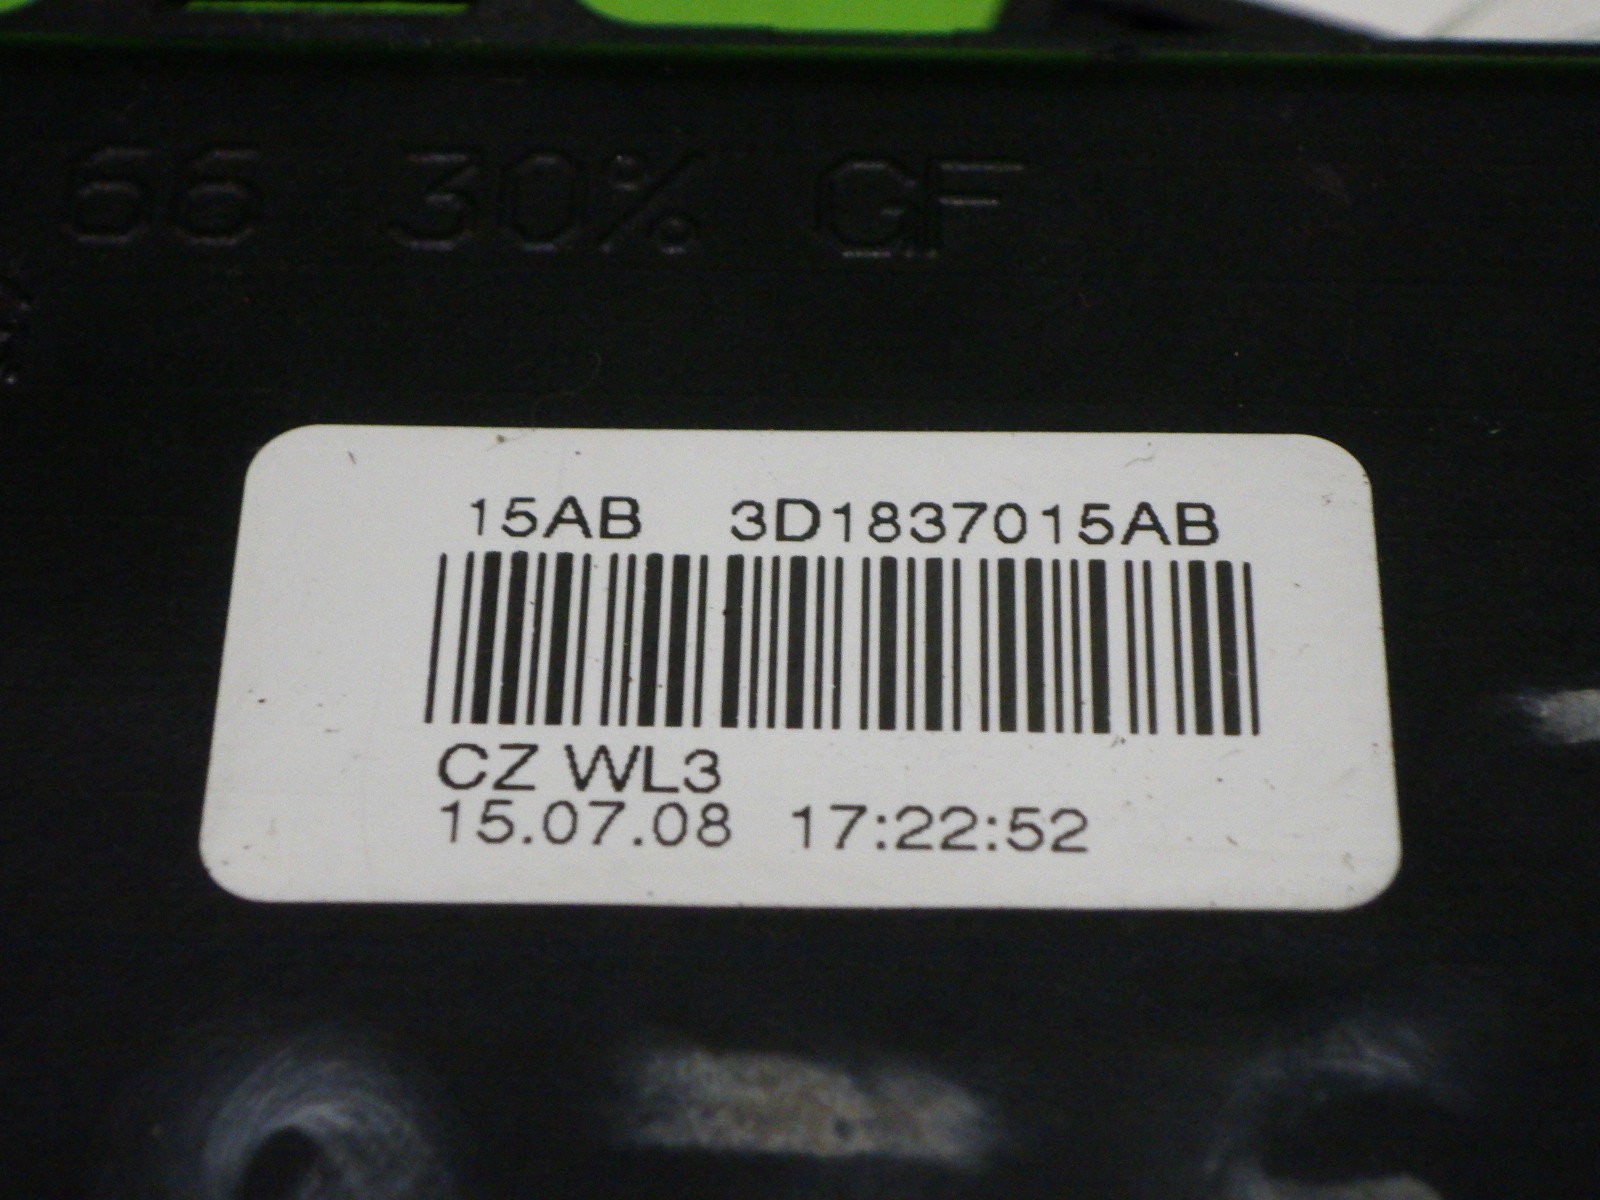 66 30% GF
15AB 3D1837015AB
CZ WL3
15.07.08 17:22:52